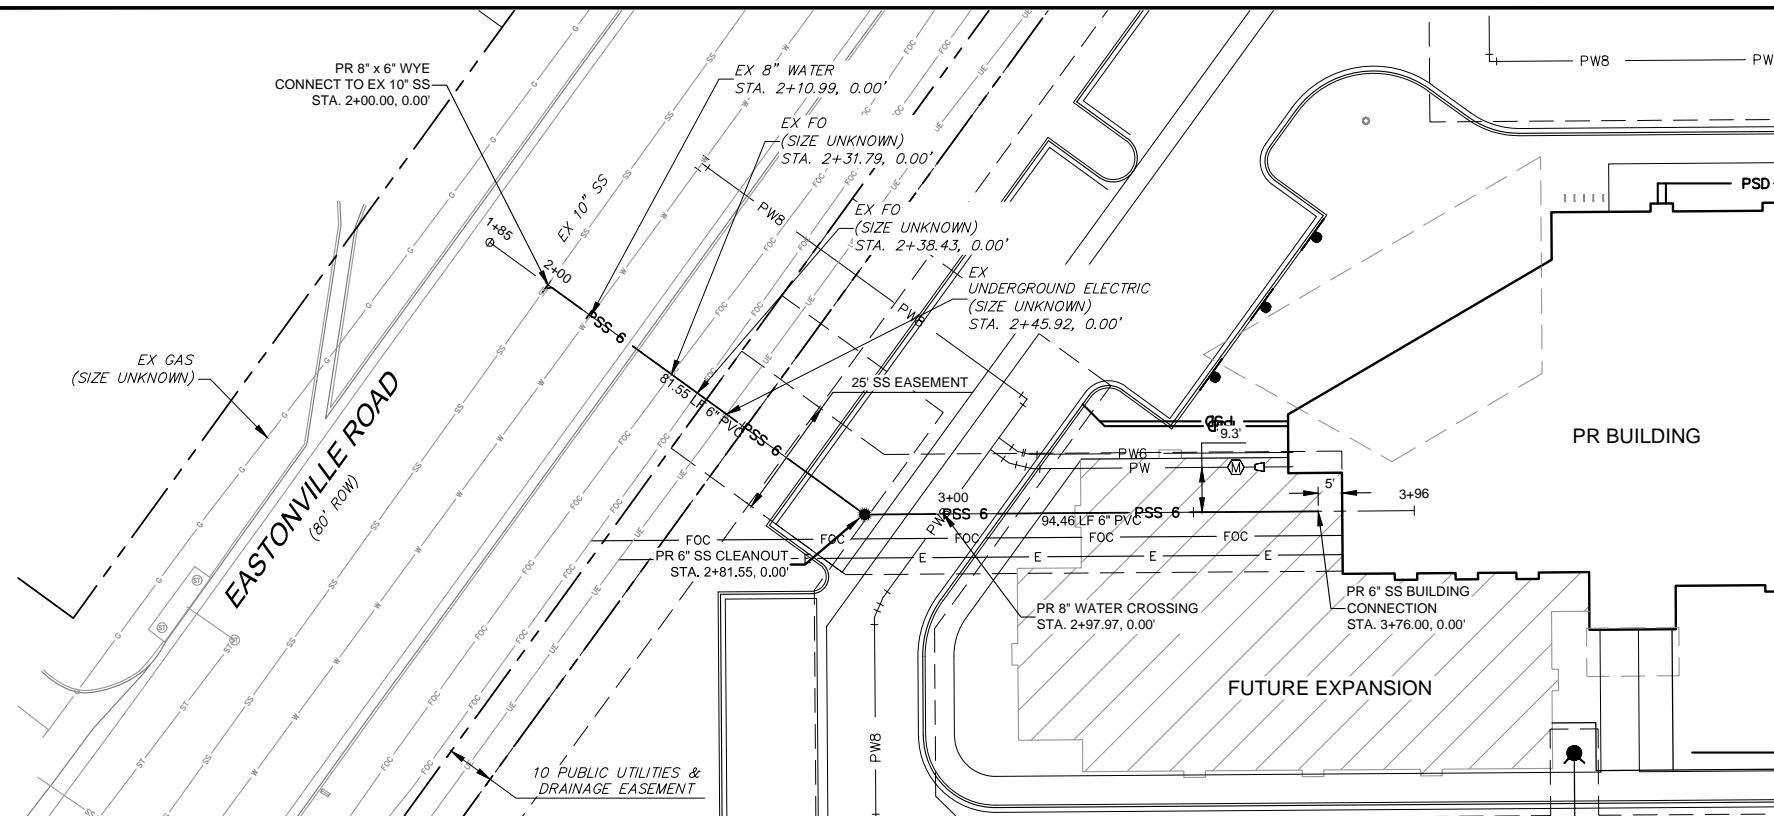 PR 8" x 6" WYE
CONNECT TO EX 10" SS
STA. 2+00.00, 0.00'
EX 8" WATER
STA. 2+10.99, 0.00'
EX FO
(SIZE UNKNOWN)
STA. 2+31.79, 0.00'
EX FO
(SIZE UNKNOWN)
STA. 2+38.43, 0.00'
EX
UNDERGROUND ELECTRIC
(SIZE UNKNOWN)
STA. 2+45.92, 0.00'
EX 10" SS
1+85
2+00
PSS 6
81.55 LF 6" PVC
PSS 6
EX GAS
(SIZE UNKNOWN)
EASTONVILLE ROAD
(80' ROW)
25' SS EASEMENT
PW8
PW8
PW8
PW
PSD
PR BUILDING
9.3'
PW6
PW
M
5'
3+96
3+00
PSS 6
94.46 LF 6" PVC
PSS 6
FOC
FOC
FOC
FOC
FOC
E
E
E
E
E
PR 6" SS CLEANOUT
STA. 2+81.55, 0.00'
PR 8" WATER CROSSING
STA. 2+97.97, 0.00'
PR 6" SS BUILDING
CONNECTION
STA. 3+76.00, 0.00'
FUTURE EXPANSION
PW8
10 PUBLIC UTILITIES &
DRAINAGE EASEMENT